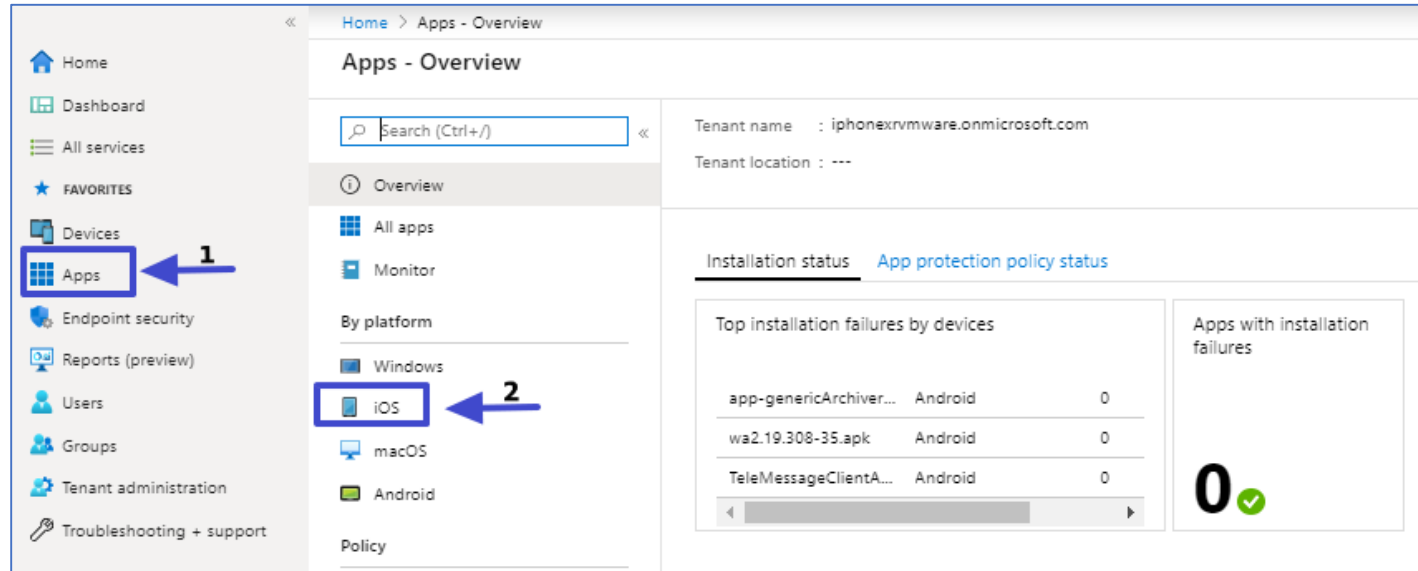 Home > Apps - Overview
Apps - Overview
Home
Dashboard
All services
FAVORITES
Devices
Apps
1
Endpoint security
Reports (preview)
Users
Groups
Tenant administration
Troubleshooting + support
Search (Ctrl+/)
Overview
All apps
Monitor
By platform
Windows
iOS
2
macOS
Android
Policy
Tenant name : iphonexrvmware.onmicrosoft.com
Tenant location : ---
Installation status App protection policy status
Top installation failures by devices
app-genericArchiver... Android 0
wa2.19.308-35.apk Android 0
TeleMessageClientA... Android 0
Apps with installation
failures
0